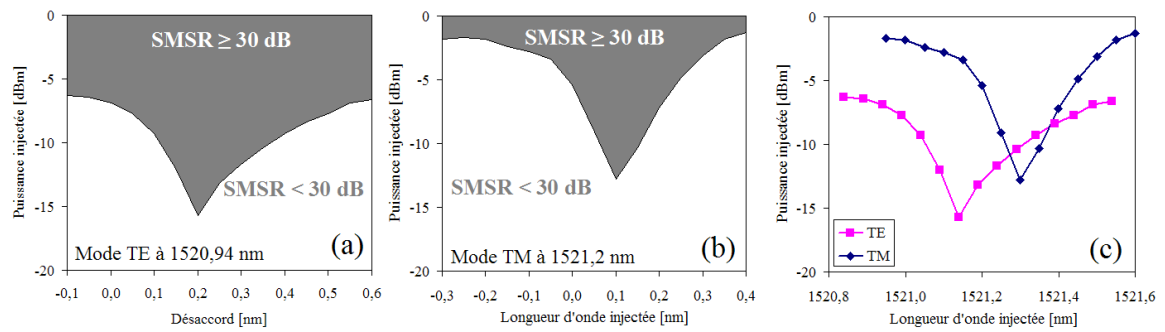 0
-5
-10
-15
-20
Puissance injectée [dBm]
SMSR ≥ 30 dB
SMSR < 30 dB
Mode TE à 1520,94 nm
(a)
-0,1 0,0 0,1 0,2 0,3 0,4 0,5 0,6
Désaccord [nm]
0
-5
-10
-15
-20
Puissance injectée [dBm]
SMSR ≥ 30 dB
SMSR < 30 dB
Mode TM à 1521,2 nm
(b)
-0,3 -0,2 -0,1 0,0 0,1 0,2 0,3 0,4
Longueur d'onde injectée [nm]
0
-5
-10
-15
-20
Puissance injectée [dBm]
TE
TM
(c)
1520,8 1521,0 1521,2 1521,4 1521,6
Longueur d'onde injectée [nm]